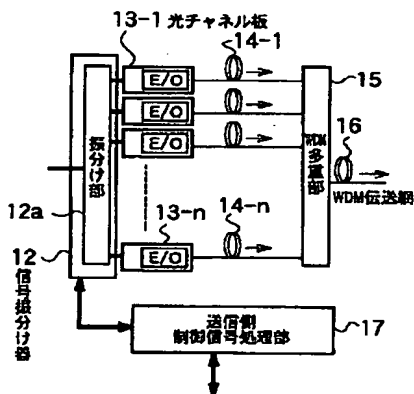 13-1 光チャネル板
14-1
E/O
E/O
E/O
15
16
振分け部
WDM多重部
WDM伝送網
12a
12
信号振分け器
13-n
14-n
E/O
送信側
制御信号処理部
17